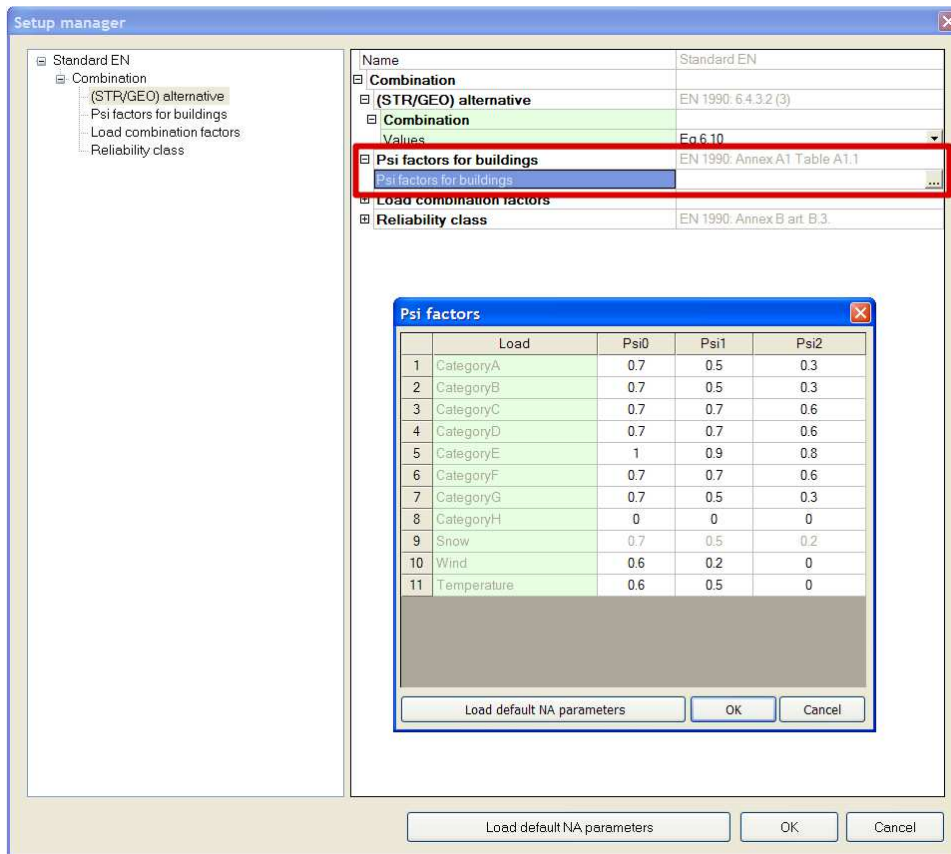 Setup manager
Standard EN
Combination
(STR/GEO) alternative
Psi factors for buildings
Load combination factors
Reliability class
Name Standard EN
Combination
(STR/GEO) alternative EN 1990: 6.4.3.2 (3)
Combination
Values Eq.6.10
Psi factors for buildings EN 1990: Annex A1 Table A1.1
Psi factors for buildings ...
Load combination factors
Reliability class EN 1990: Annex B art. B.3.
Psi factors
Load Psi0 Psi1 Psi2
1 CategoryA 0.7 0.5 0.3
2 CategoryB 0.7 0.5 0.3
3 CategoryC 0.7 0.7 0.6
4 CategoryD 0.7 0.7 0.6
5 CategoryE 1 0.9 0.8
6 CategoryF 0.7 0.7 0.6
7 CategoryG 0.7 0.5 0.3
8 CategoryH 0 0 0
9 Snow 0.7 0.5 0.2
10 Wind 0.6 0.2 0
11 Temperature 0.6 0.5 0
Load default NA parameters OK Cancel
Load default NA parameters OK Cancel